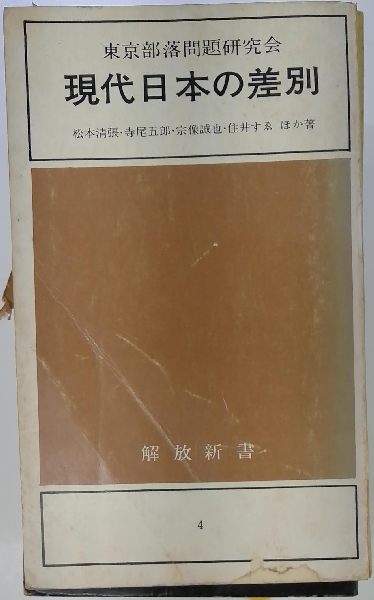 東京部落問題研究会
現代日本の差別
松本清張・寺尾五郎・宗像誠也・住井すゑ ほか著
解放新書
4